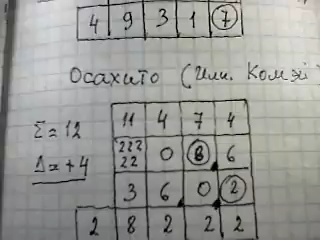 4 9 3 1 7
Осахито (Или. Комэй
Σ=12 11 4 7 4
222 22 0 8 6
Δ=+4
3 6 0 2
2 8 2 2 2